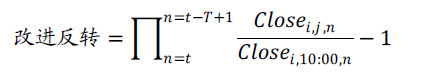 改进反转 = ∏_{n=t}^{n=t-T+1} Close_{i,j,n} / Close_{i,10:00,n} − 1